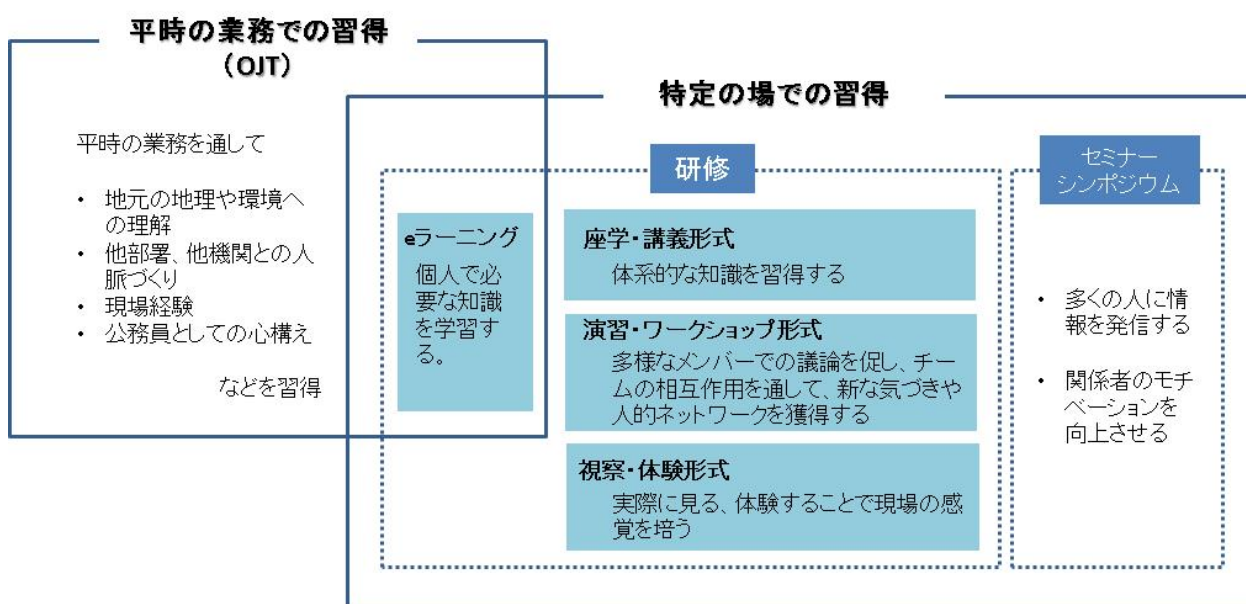 平時の業務での習得
（OJT）
平時の業務を通して
• 地元の地理や環境へ
の理解
• 他部署、他機関との人
脈づくり
• 現場経験
• 公務員としての心構え
などを習得
特定の場での習得
研修
eラーニング
個人で必
要な知識
を学習す
る。
座学・講義形式
体系的な知識を習得する
演習・ワークショップ形式
多様なメンバーでの議論を促し、チー
ムの相互作用を通して、新な気づきや
人的ネットワークを獲得する
視察・体験形式
実際に見る、体験することで現場の感
覚を培う
セミナー
シンポジウム
• 多くの人に情
報を発信する
• 関係者のモチ
ベーションを
向上させる